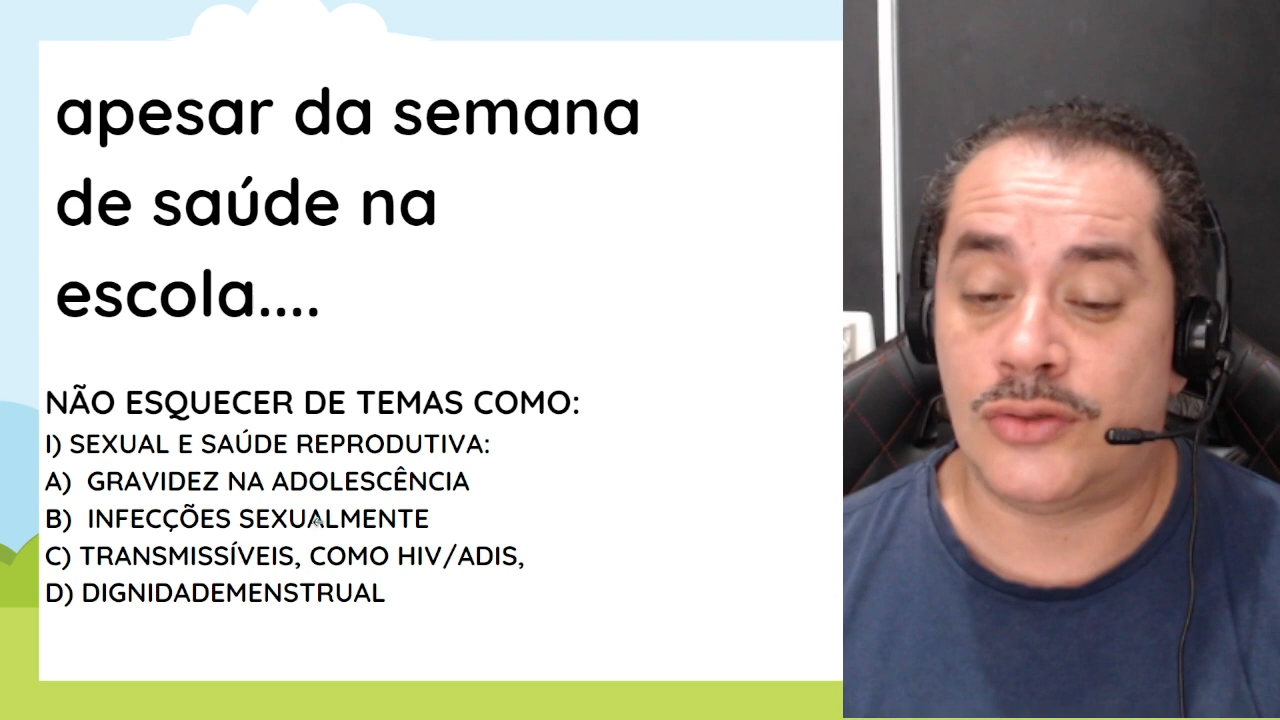 apesar da semana
de saúde na
escola....
NÃO ESQUECER DE TEMAS COMO:
I) SEXUAL E SAÚDE REPRODUTIVA:
A) GRAVIDEZ NA ADOLESCÊNCIA
B) INFECÇÕES SEXUALMENTE
C) TRANSMISSÍVEIS, COMO HIV/ADIS,
D) DIGNIDADEMENSTRUAL